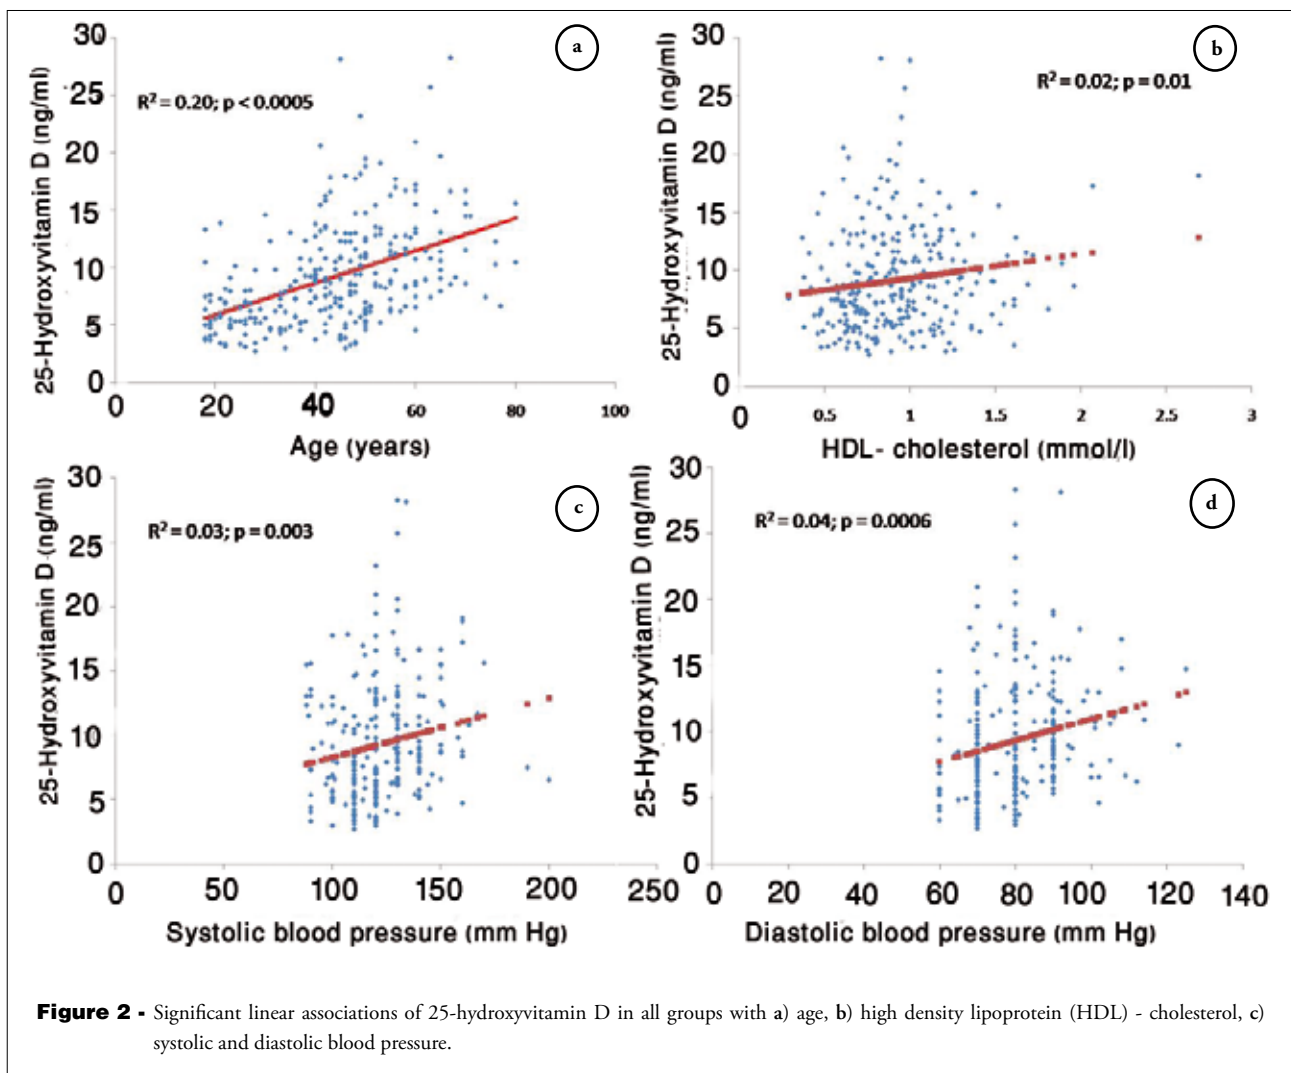 a
R² = 0.20; p < 0.0005
25-Hydroxyvitamin D (ng/ml)
30
25
20
15
10
5
0
0 20 40 60 80 100
Age (years)
b
R² = 0.02; p = 0.01
25-Hydroxyvitamin D (ng/ml)
30
25
20
15
10
5
0
0 0.5 1 1.5 2 2.5 3
HDL- cholesterol (mmol/l)
c
R² = 0.03; p = 0.003
25-Hydroxyvitamin D (ng/ml)
30
25
20
15
10
5
0
0 50 100 150 200 250
Systolic blood pressure (mm Hg)
d
R² = 0.04; p = 0.0006
25-Hydroxyvitamin D (ng/ml)
30
25
20
15
10
5
0
0 20 40 60 80 100 120 140
Diastolic blood pressure (mm Hg)
Figure 2 - Significant linear associations of 25-hydroxyvitamin D in all groups with a) age, b) high density lipoprotein (HDL) - cholesterol, c)
systolic and diastolic blood pressure.